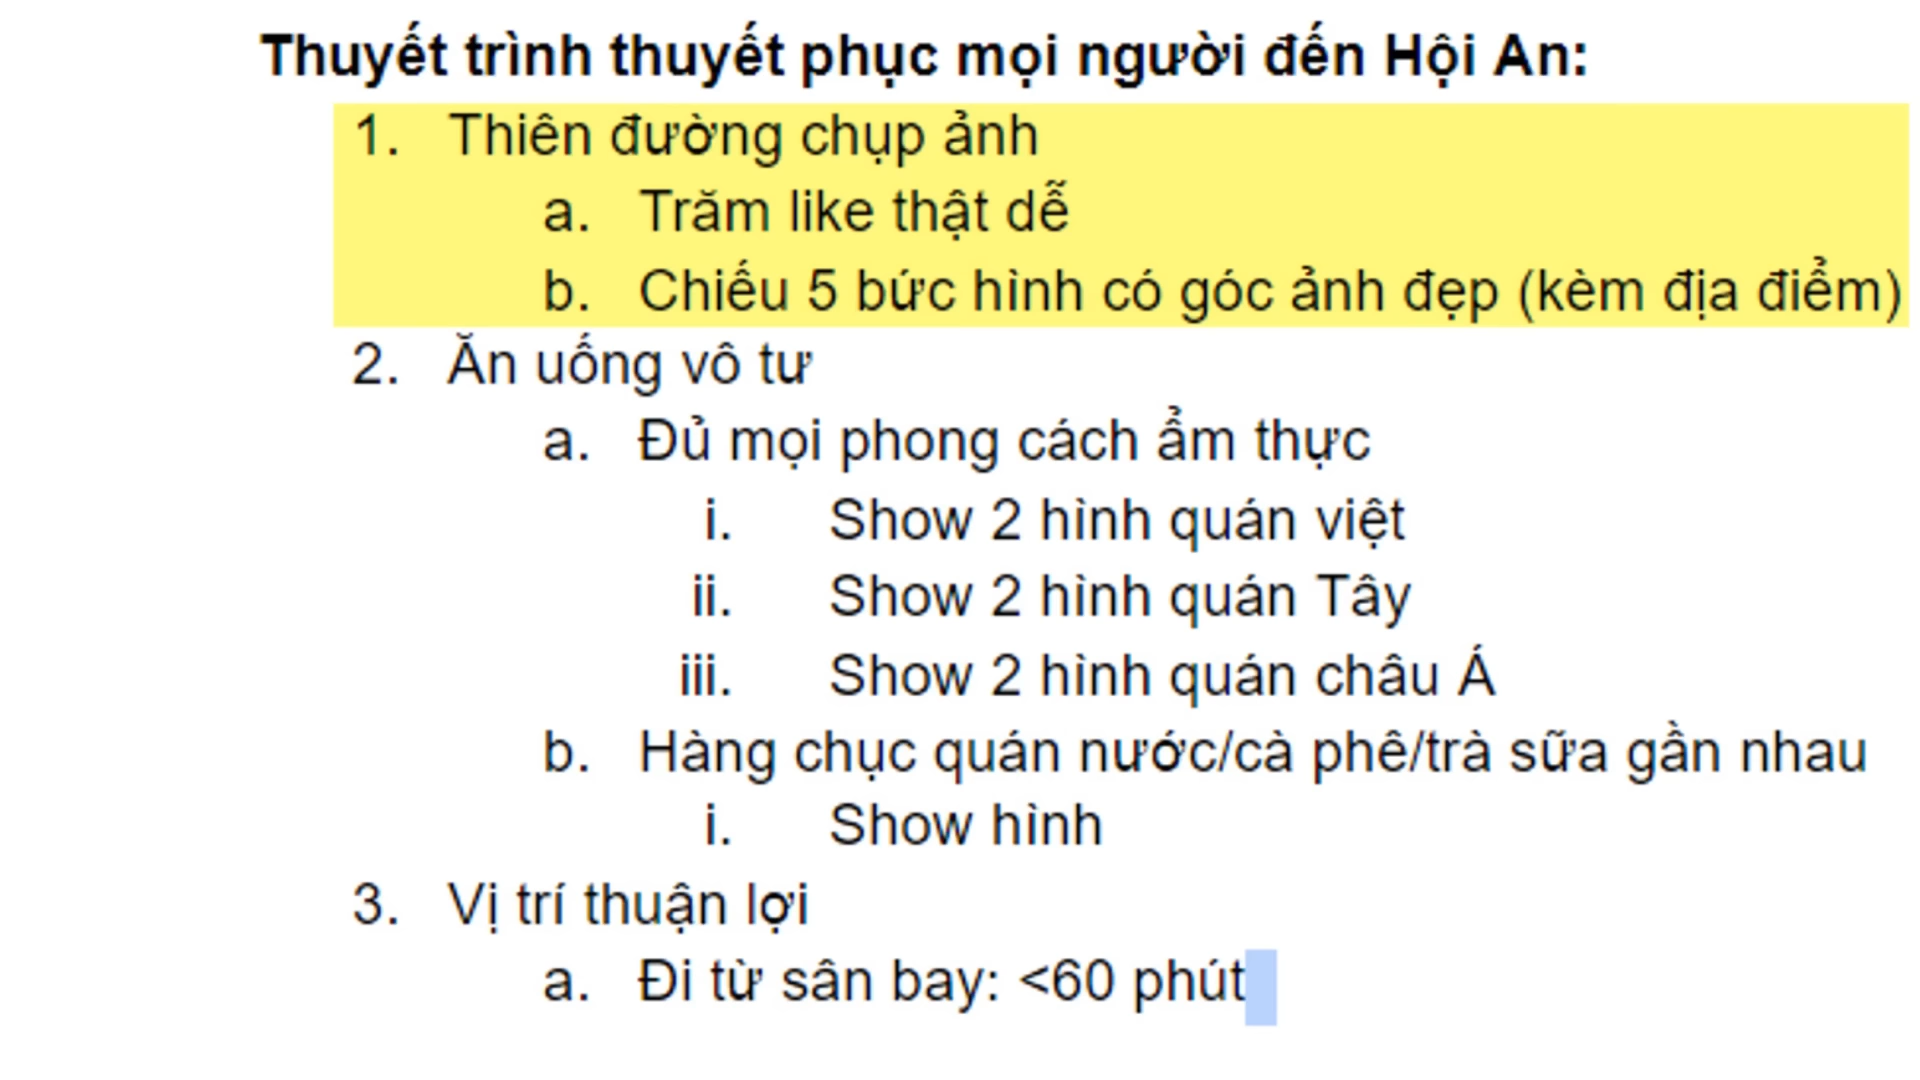 Thuyết trình thuyết phục mọi người đến Hội An:
1. Thiên đường chụp ảnh
a. Trăm like thật dễ
b. Chiếu 5 bức hình có góc ảnh đẹp (kèm địa điểm)
2. Ăn uống vô tư
a. Đủ mọi phong cách ẩm thực
i. Show 2 hình quán việt
ii. Show 2 hình quán Tây
iii. Show 2 hình quán châu Á
b. Hàng chục quán nước/cà phê/trà sữa gần nhau
i. Show hình
3. Vị trí thuận lợi
a. Đi từ sân bay: <60 phút